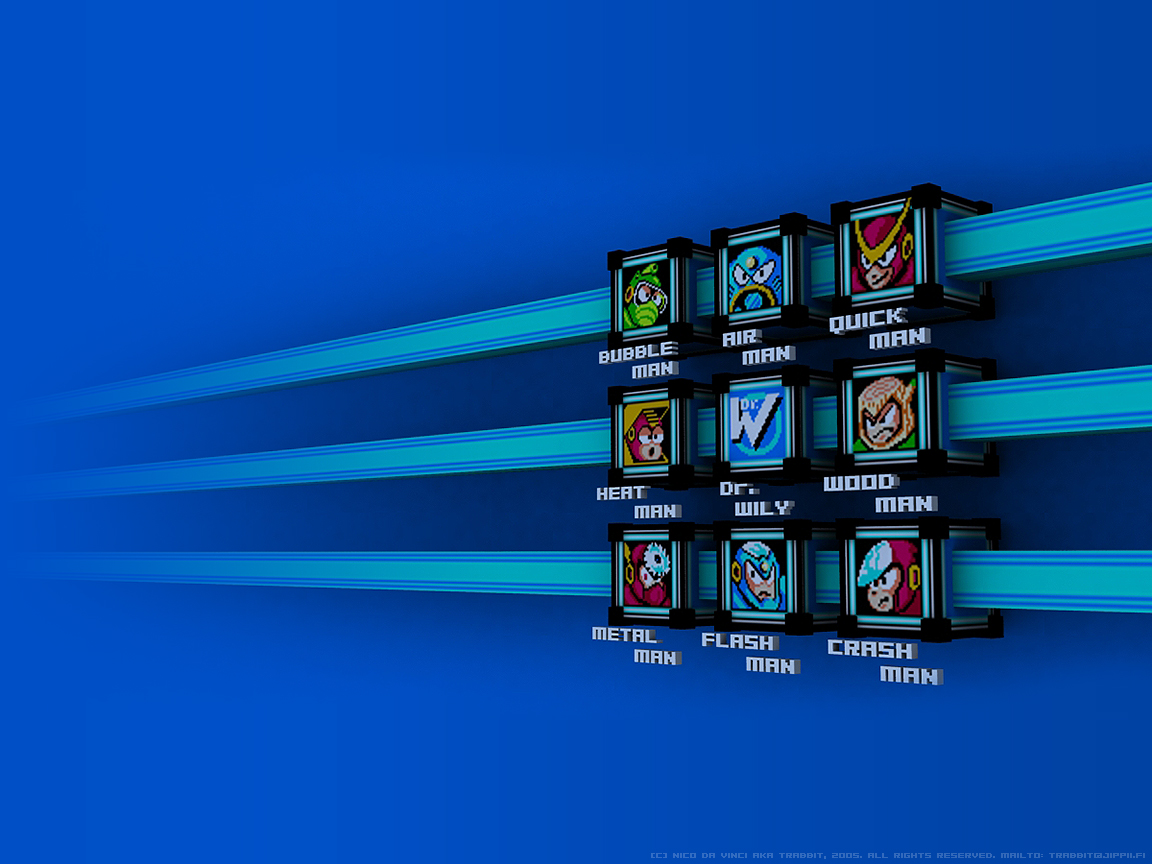 BUBBLE
MAN
AIR
MAN
QUICK
MAN
HEAT
MAN
Dr.
W
Dr.
WILY
WOOD
MAN
METAL
MAN
FLASH
MAN
CRASH
MAN
(C) NICO DA VINCI AKA TRABBIT, 2005. ALL RIGHTS RESERVED. MAILTO: TRABBIT@JIPPII.FI